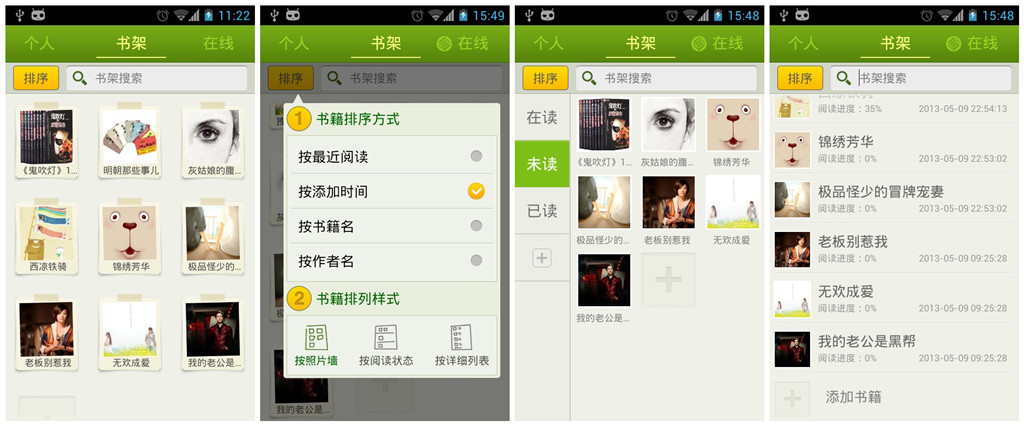 11:22
个人
书架
在线
排序
书架搜索
《鬼吹灯》1...
明朝那些事儿
灰姑娘的腹...
西凉铁骑
锦绣芳华
极品怪少的...
老板别惹我
无欢成爱
我的老公是...
15:49
个人
书架
在线
排序
书架搜索
1 书籍排序方式
按最近阅读
按添加时间
按书籍名
按作者名
2 书籍排列样式
按照片墙
按阅读状态
按详细列表
我的老公是...
15:48
个人
书架
在线
排序
书架搜索
在读
未读
已读
《鬼吹灯》1...
灰姑娘的腹...
锦绣芳华
极品怪少的...
老板别惹我
无欢成爱
我的老公是...
15:48
个人
书架
在线
排序
书架搜索
西凉铁骑
阅读进度：35%
2013-05-09 22:54:13
锦绣芳华
阅读进度：0%
2013-05-09 22:53:02
极品怪少的冒牌宠妻
阅读进度：0%
2013-05-09 22:53:02
老板别惹我
阅读进度：0%
2013-05-09 09:25:28
无欢成爱
阅读进度：0%
2013-05-09 09:25:28
我的老公是黑帮
阅读进度：0%
2013-05-09 09:25:28
添加书籍